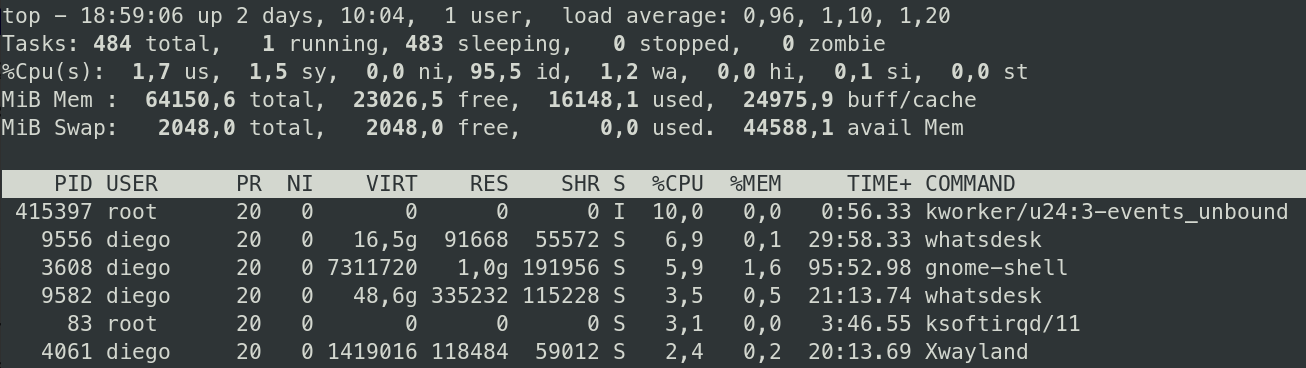 top - 18:59:06 up 2 days, 10:04,  1 user,  load average: 0,96, 1,10, 1,20
Tasks: 484 total,   1 running, 483 sleeping,   0 stopped,   0 zombie
%Cpu(s):  1,7 us,  1,5 sy,  0,0 ni, 95,5 id,  1,2 wa,  0,0 hi,  0,1 si,  0,0 st
MiB Mem :  64150,6 total,  23026,5 free,  16148,1 used,  24975,9 buff/cache
MiB Swap:   2048,0 total,   2048,0 free,      0,0 used.  44588,1 avail Mem
    PID USER      PR  NI    VIRT    RES    SHR S  %CPU  %MEM     TIME+ COMMAND
 415397 root      20   0       0      0      0 I  10,0   0,0   0:56.33 kworker/u24:3-events_unbound
   9556 diego     20   0   16,5g  91668  55572 S   6,9   0,1  29:58.33 whatsdesk
   3608 diego     20   0 7311720   1,0g 191956 S   5,9   1,6  95:52.98 gnome-shell
   9582 diego     20   0   48,6g 335232 115228 S   3,5   0,5  21:13.74 whatsdesk
     83 root      20   0       0      0      0 S   3,1   0,0   3:46.55 ksoftirqd/11
   4061 diego     20   0 1419016 118484  59012 S   2,4   0,2  20:13.69 Xwayland